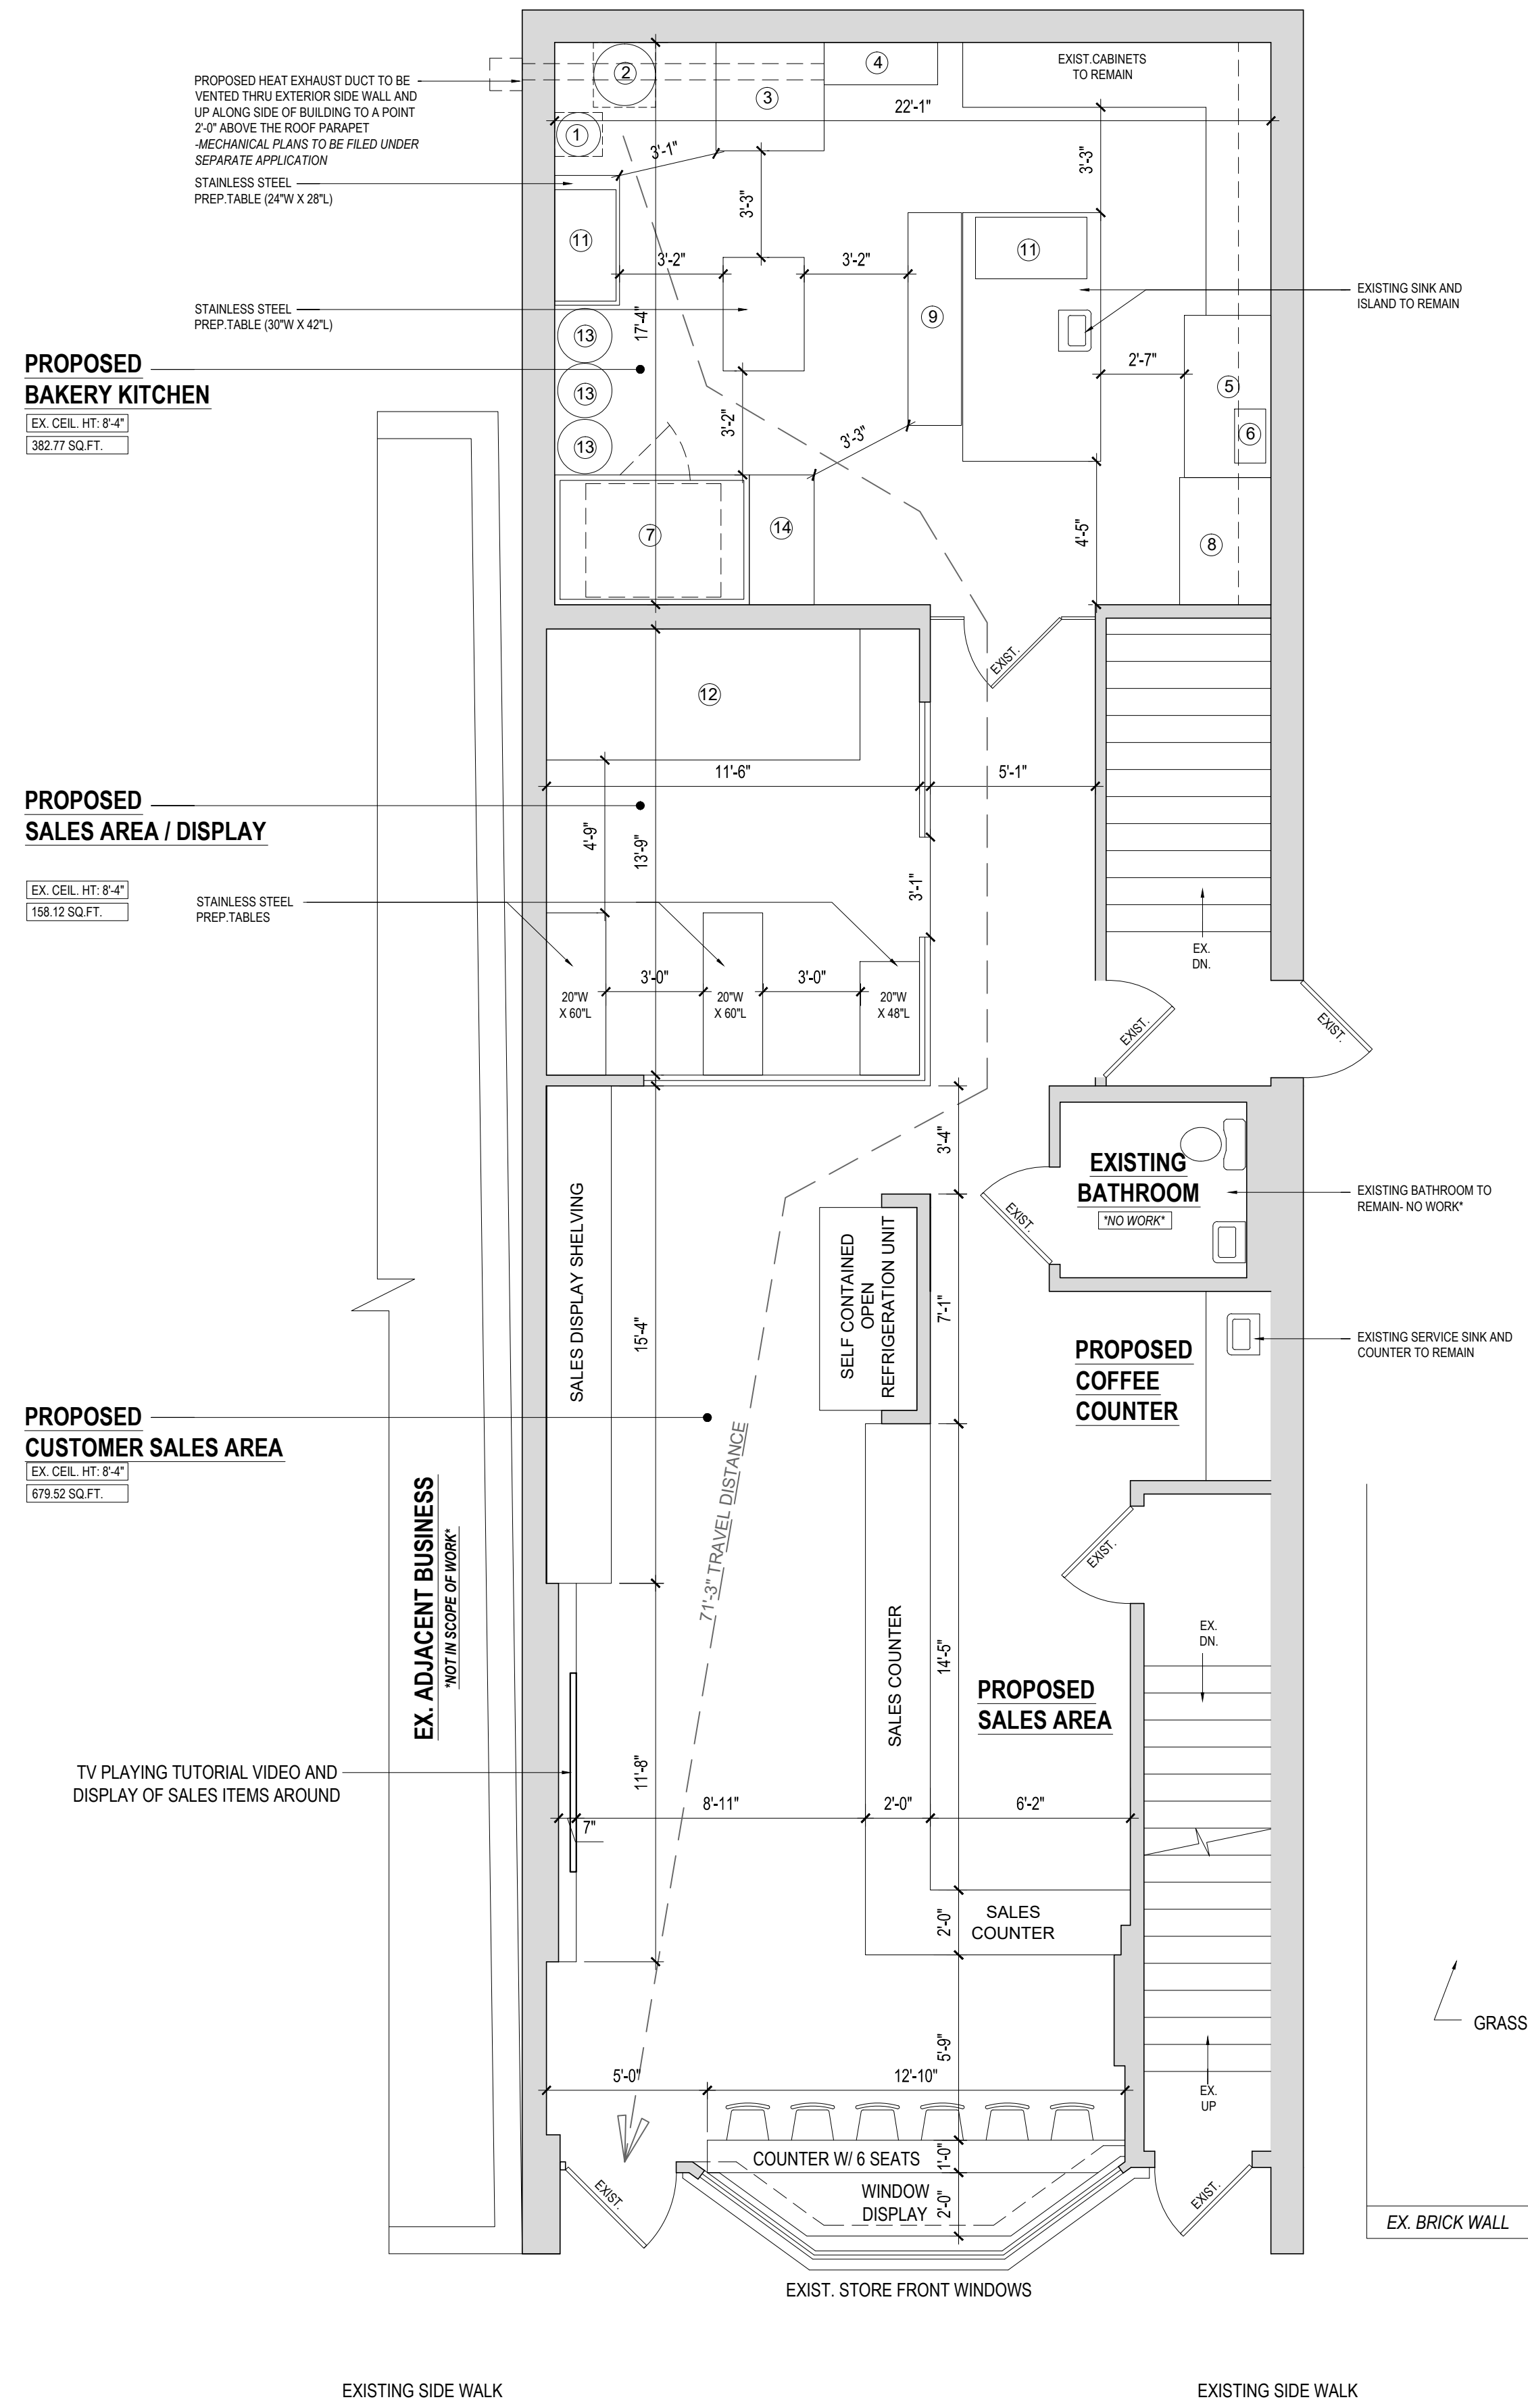 PROPOSED HEAT EXHAUST DUCT TO BE
VENTED THRU EXTERIOR SIDE WALL AND
UP ALONG SIDE OF BUILDING TO A POINT
2'-0" ABOVE THE ROOF PARAPET
-MECHANICAL PLANS TO BE FILED UNDER
SEPARATE APPLICATION
STAINLESS STEEL
PREP.TABLE (24"W X 28"L)
2
3
4
EXIST.CABINETS
TO REMAIN
22'-1"
1
3'-1"
3'-3"
3'-3"
11
11
3'-2"
3'-2"
STAINLESS STEEL
PREP.TABLE (30"W X 42"L)
EXISTING SINK AND
ISLAND TO REMAIN
13
17'-4"
9
2'-7"
5
PROPOSED
BAKERY KITCHEN
EX. CEIL. HT: 8'-4"
382.77 SQ.FT.
13
13
3'-2"
3'-3"
6
7
14
4'-5"
8
EXIST.
12
11'-6"
5'-1"
PROPOSED
SALES AREA / DISPLAY
EX. CEIL. HT: 8'-4"
158.12 SQ.FT.
4'-9"
13'-9"
3'-1"
STAINLESS STEEL
PREP.TABLES
EX.
DN.
3'-0"
3'-0"
20"W
X 60"L
20"W
X 60"L
20"W
X 48"L
EXIST.
EXIST.
3'-4"
EXISTING
BATHROOM
*NO WORK*
EXISTING BATHROOM TO
REMAIN- NO WORK*
EXIST.
SALES DISPLAY SHELVING
15'-4"
SELF CONTAINED
OPEN
REFRIGERATION UNIT
7'-1"
PROPOSED
COFFEE
COUNTER
EXISTING SERVICE SINK AND
COUNTER TO REMAIN
PROPOSED
CUSTOMER SALES AREA
EX. CEIL. HT: 8'-4"
679.52 SQ.FT.
71'-3" TRAVEL DISTANCE
EX. ADJACENT BUSINESS
*NOT IN SCOPE OF WORK*
EXIST.
SALES COUNTER
14'-5"
EX.
DN.
PROPOSED
SALES AREA
TV PLAYING TUTORIAL VIDEO AND
DISPLAY OF SALES ITEMS AROUND
11'-8"
8'-11"
2'-0"
6'-2"
7"
SALES
COUNTER
2'-0"
GRASS
5'-9"
5'-0"
12'-10"
EX.
UP
COUNTER W/ 6 SEATS
1'-0"
WINDOW
DISPLAY
2'-0"
EXIST.
EXIST.
EX. BRICK WALL
EXIST. STORE FRONT WINDOWS
EXISTING SIDE WALK
EXISTING SIDE WALK